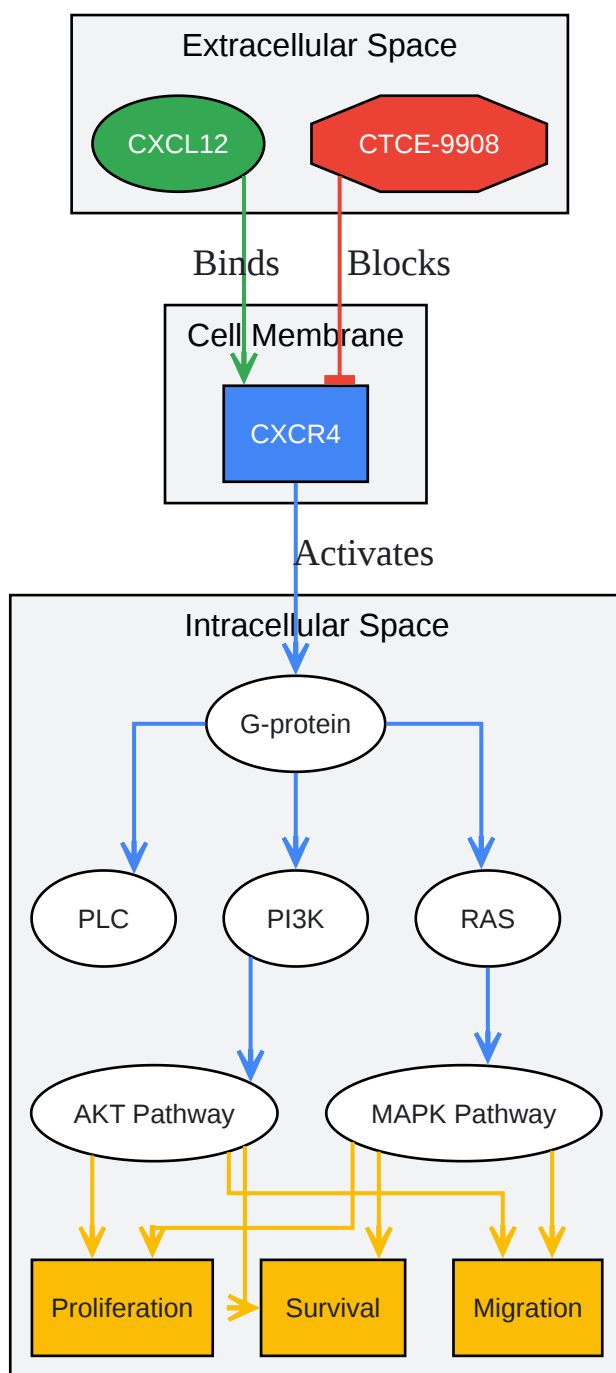 Extracellular Space
CXCL12
CTCE-9908
Binds
Blocks
Cell Membrane
CXCR4
Activates
Intracellular Space
G-protein
PLC
PI3K
RAS
AKT Pathway
MAPK Pathway
Proliferation
Survival
Migration